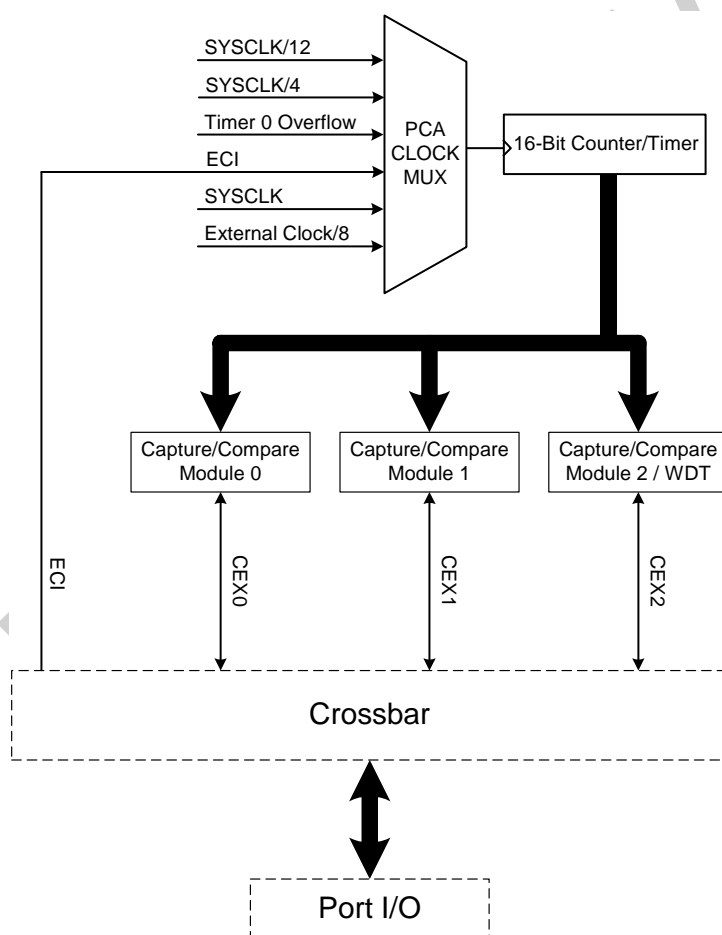 SYSCLK/12
SYSCLK/4
Timer 0 Overflow
ECI
SYSCLK
External Clock/8
PCA
CLOCK
MUX
16-Bit Counter/Timer
Capture/Compare
Module 0
Capture/Compare
Module 1
Capture/Compare
Module 2 / WDT
ECI
CEX0
CEX1
CEX2
Crossbar
Port I/O